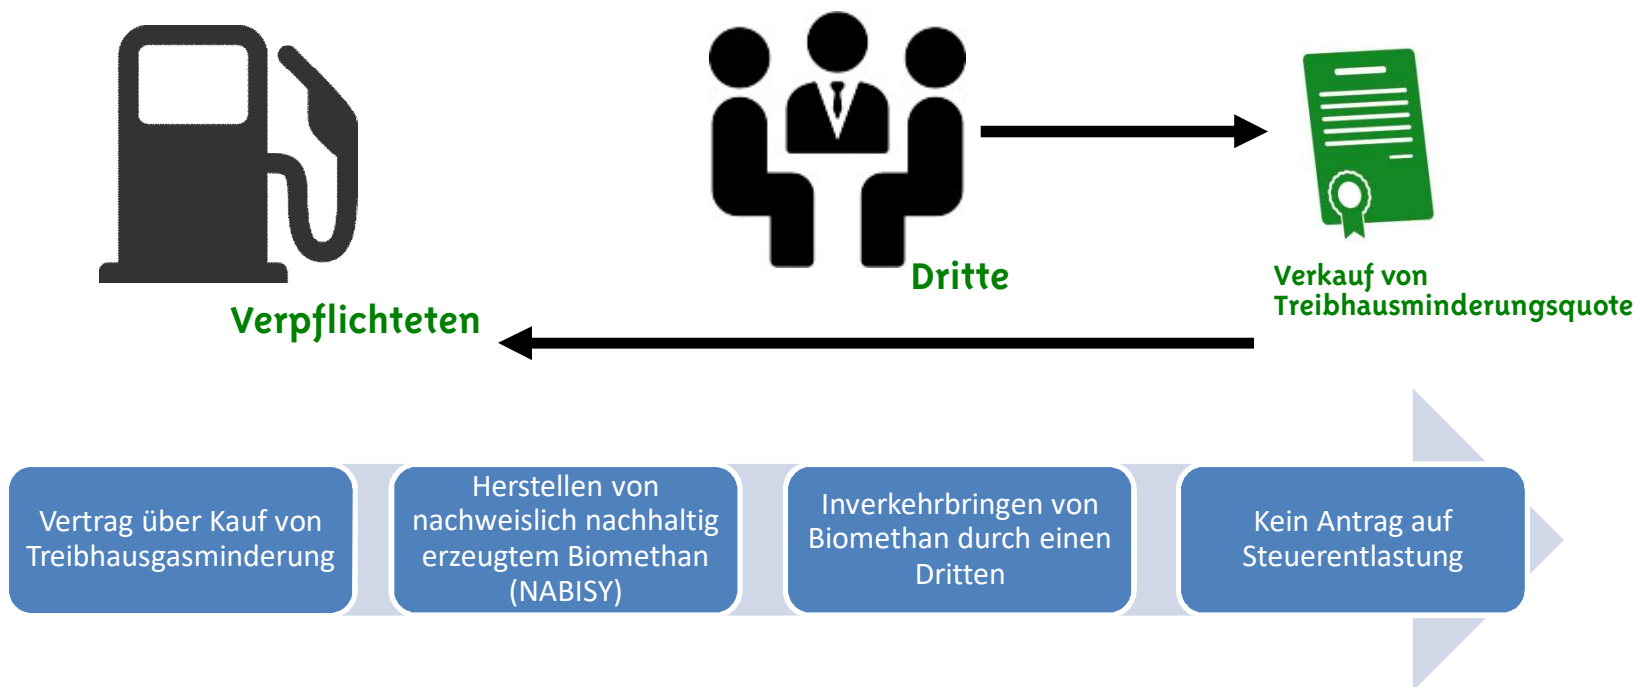 Dritte
Verkauf von
Treibhausminderungsquote
Verpflichteten
Vertrag über Kauf von
Treibhausgasminderung
Herstellen von
nachweislich nachhaltig
erzeugtem Biomethan
(NABISY)
Inverkehrbringen von
Biomethan durch einen
Dritten
Kein Antrag auf
Steuerentlastung